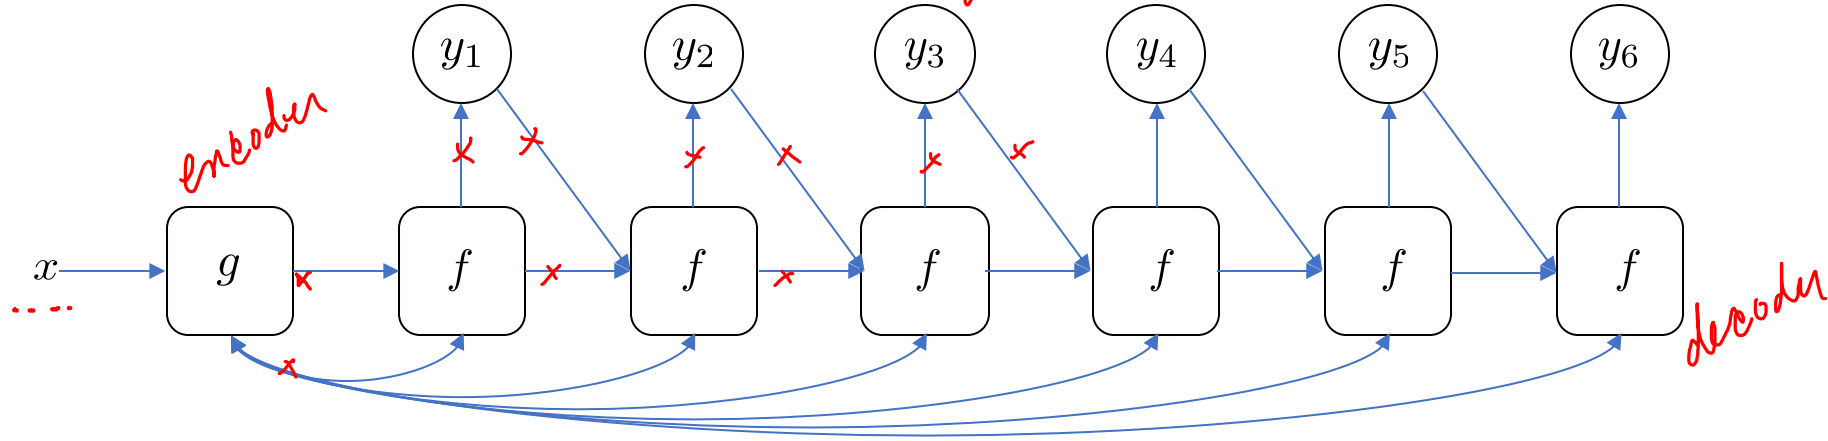 y1 y2 y3 y4 y5 y6
encoder
x g f f f f f f
decoder